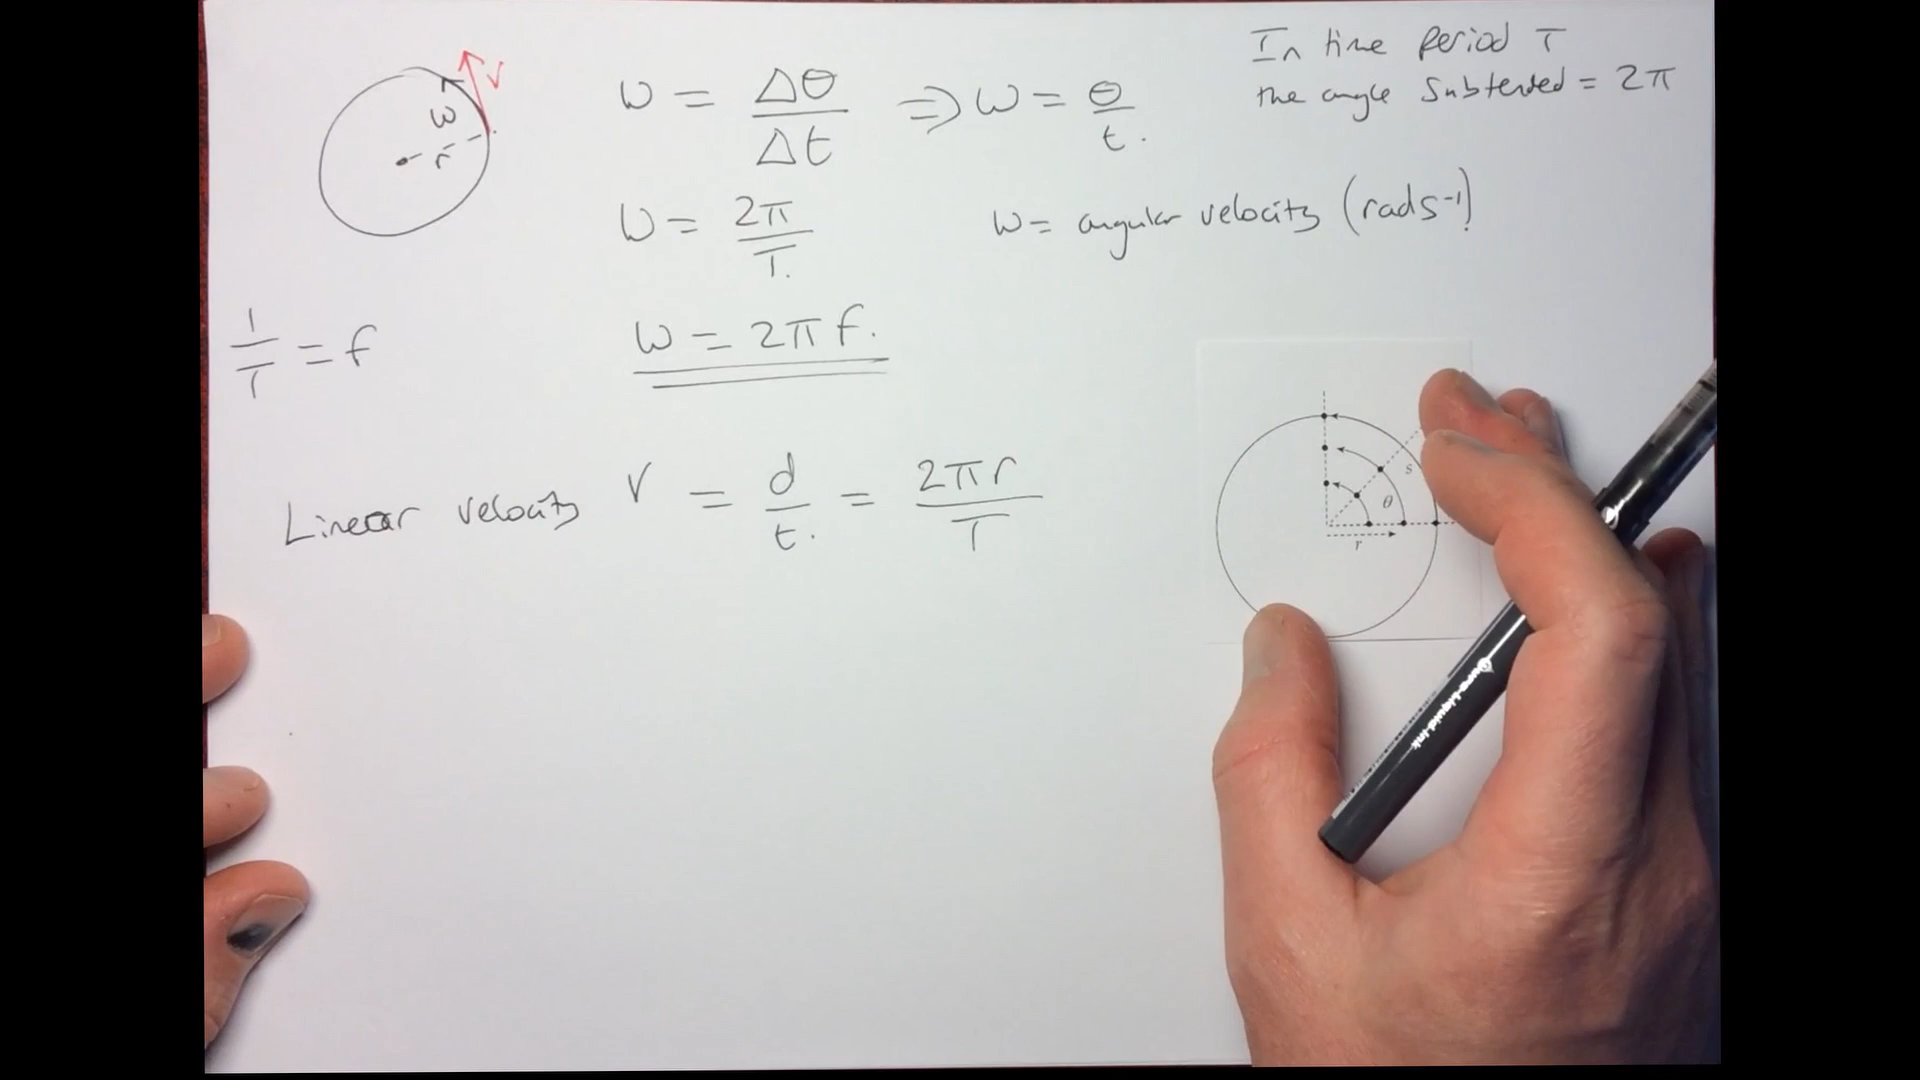 In time period T
the angle subtended = 2π
v
ω
r
ω = Δθ/Δt ⇒ ω = θ/t.
ω = 2π/T.
ω = angular velocity (rads⁻¹)
1/T = f
ω = 2πf.
Linear velocity v = d/t. = 2πr/T
s
θ
r